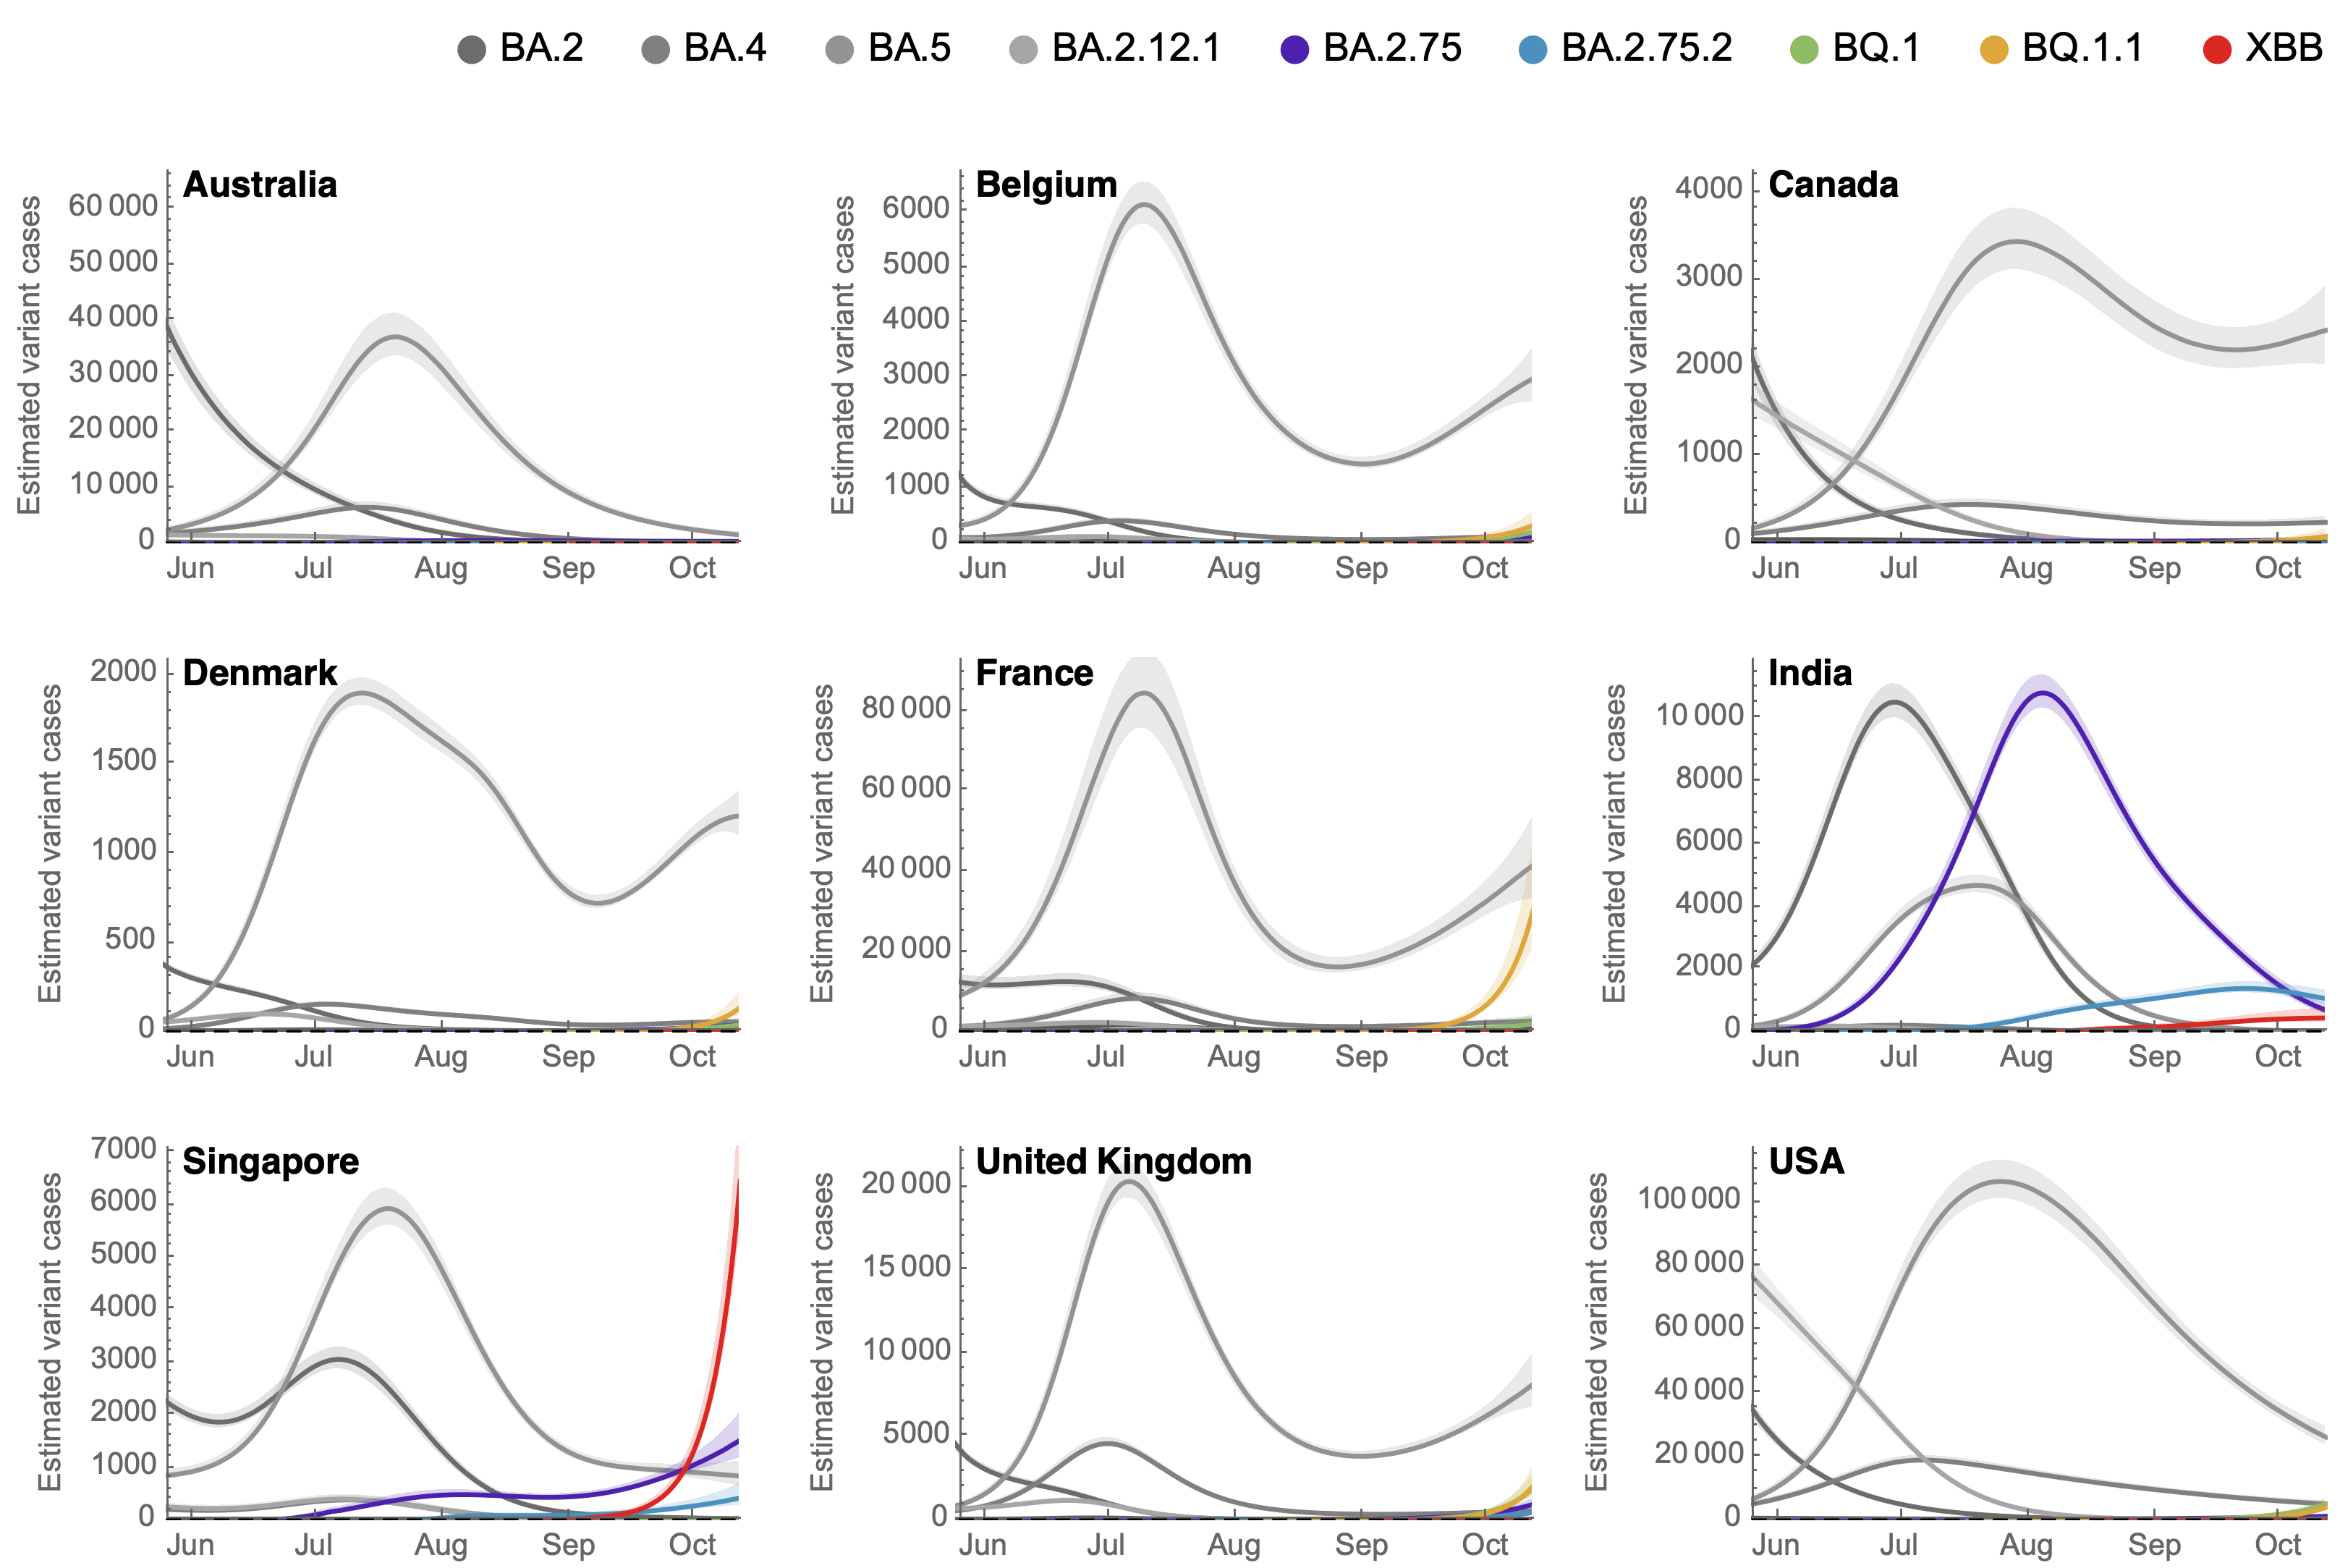 BA.2 BA.4 BA.5 BA.2.12.1 BA.2.75 BA.2.75.2 BQ.1 BQ.1.1 XBB
Australia
Estimated variant cases
60 000
50 000
40 000
30 000
20 000
10 000
0
Jun Jul Aug Sep Oct
Belgium
Estimated variant cases
6000
5000
4000
3000
2000
1000
0
Jun Jul Aug Sep Oct
Canada
Estimated variant cases
4000
3000
2000
1000
0
Jun Jul Aug Sep Oct
Denmark
Estimated variant cases
2000
1500
1000
500
0
Jun Jul Aug Sep Oct
France
Estimated variant cases
80 000
60 000
40 000
20 000
0
Jun Jul Aug Sep Oct
India
Estimated variant cases
10 000
8000
6000
4000
2000
0
Jun Jul Aug Sep Oct
Singapore
Estimated variant cases
7000
6000
5000
4000
3000
2000
1000
0
Jun Jul Aug Sep Oct
United Kingdom
Estimated variant cases
20 000
15 000
10 000
5000
0
Jun Jul Aug Sep Oct
USA
Estimated variant cases
100 000
80 000
60 000
40 000
20 000
0
Jun Jul Aug Sep Oct